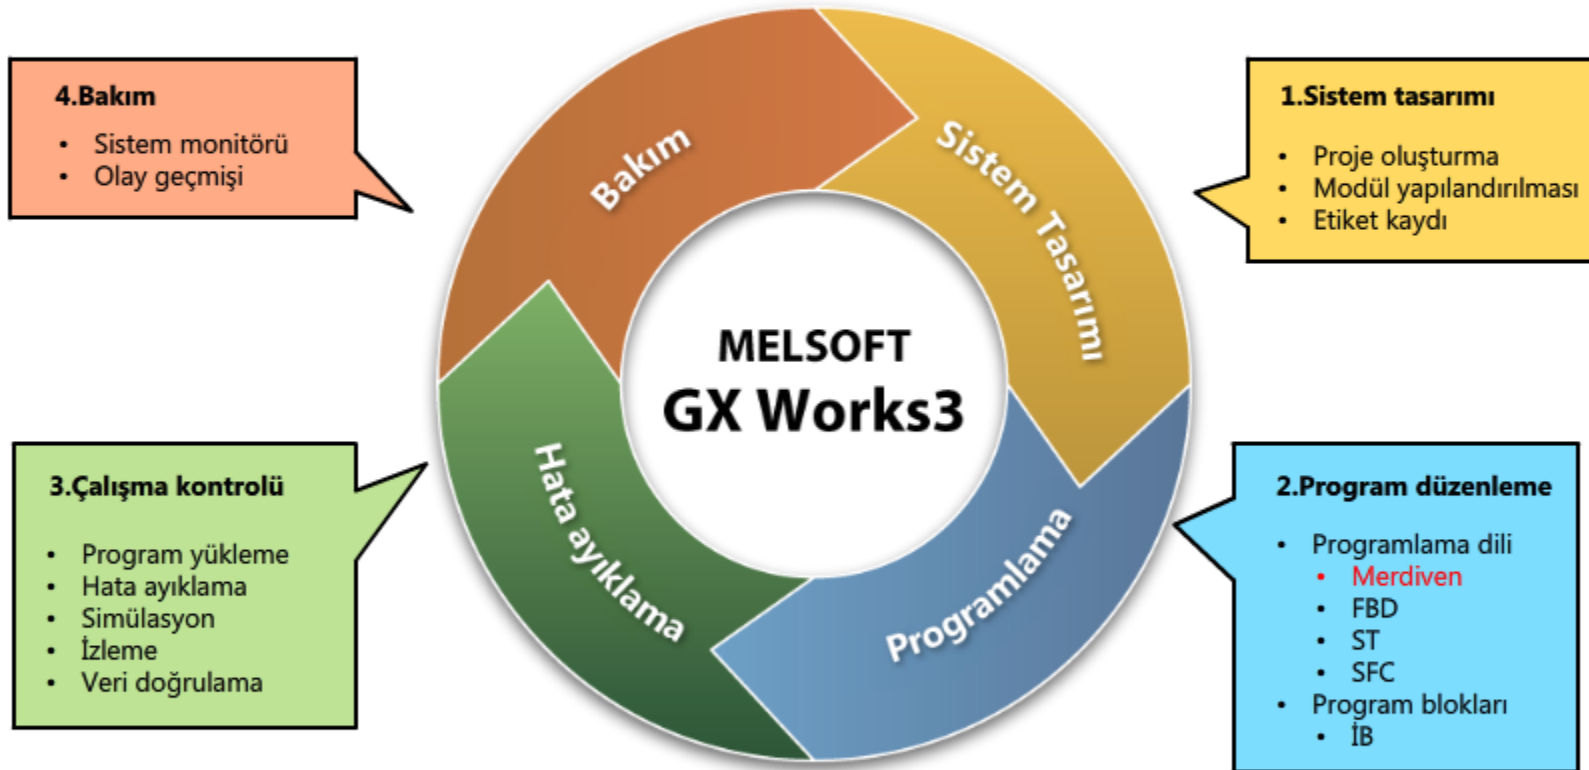 4.Bakım
• Sistem monitörü
• Olay geçmişi
1.Sistem tasarımı
• Proje oluşturma
• Modül yapılandırılması
• Etiket kaydı
Bakım
Sistem Tasarımı
MELSOFT
GX Works3
Hata ayıklama
Programlama
3.Çalışma kontrolü
• Program yükleme
• Hata ayıklama
• Simülasyon
• İzleme
• Veri doğrulama
2.Program düzenleme
• Programlama dili
• Merdiven
• FBD
• ST
• SFC
• Program blokları
• İB